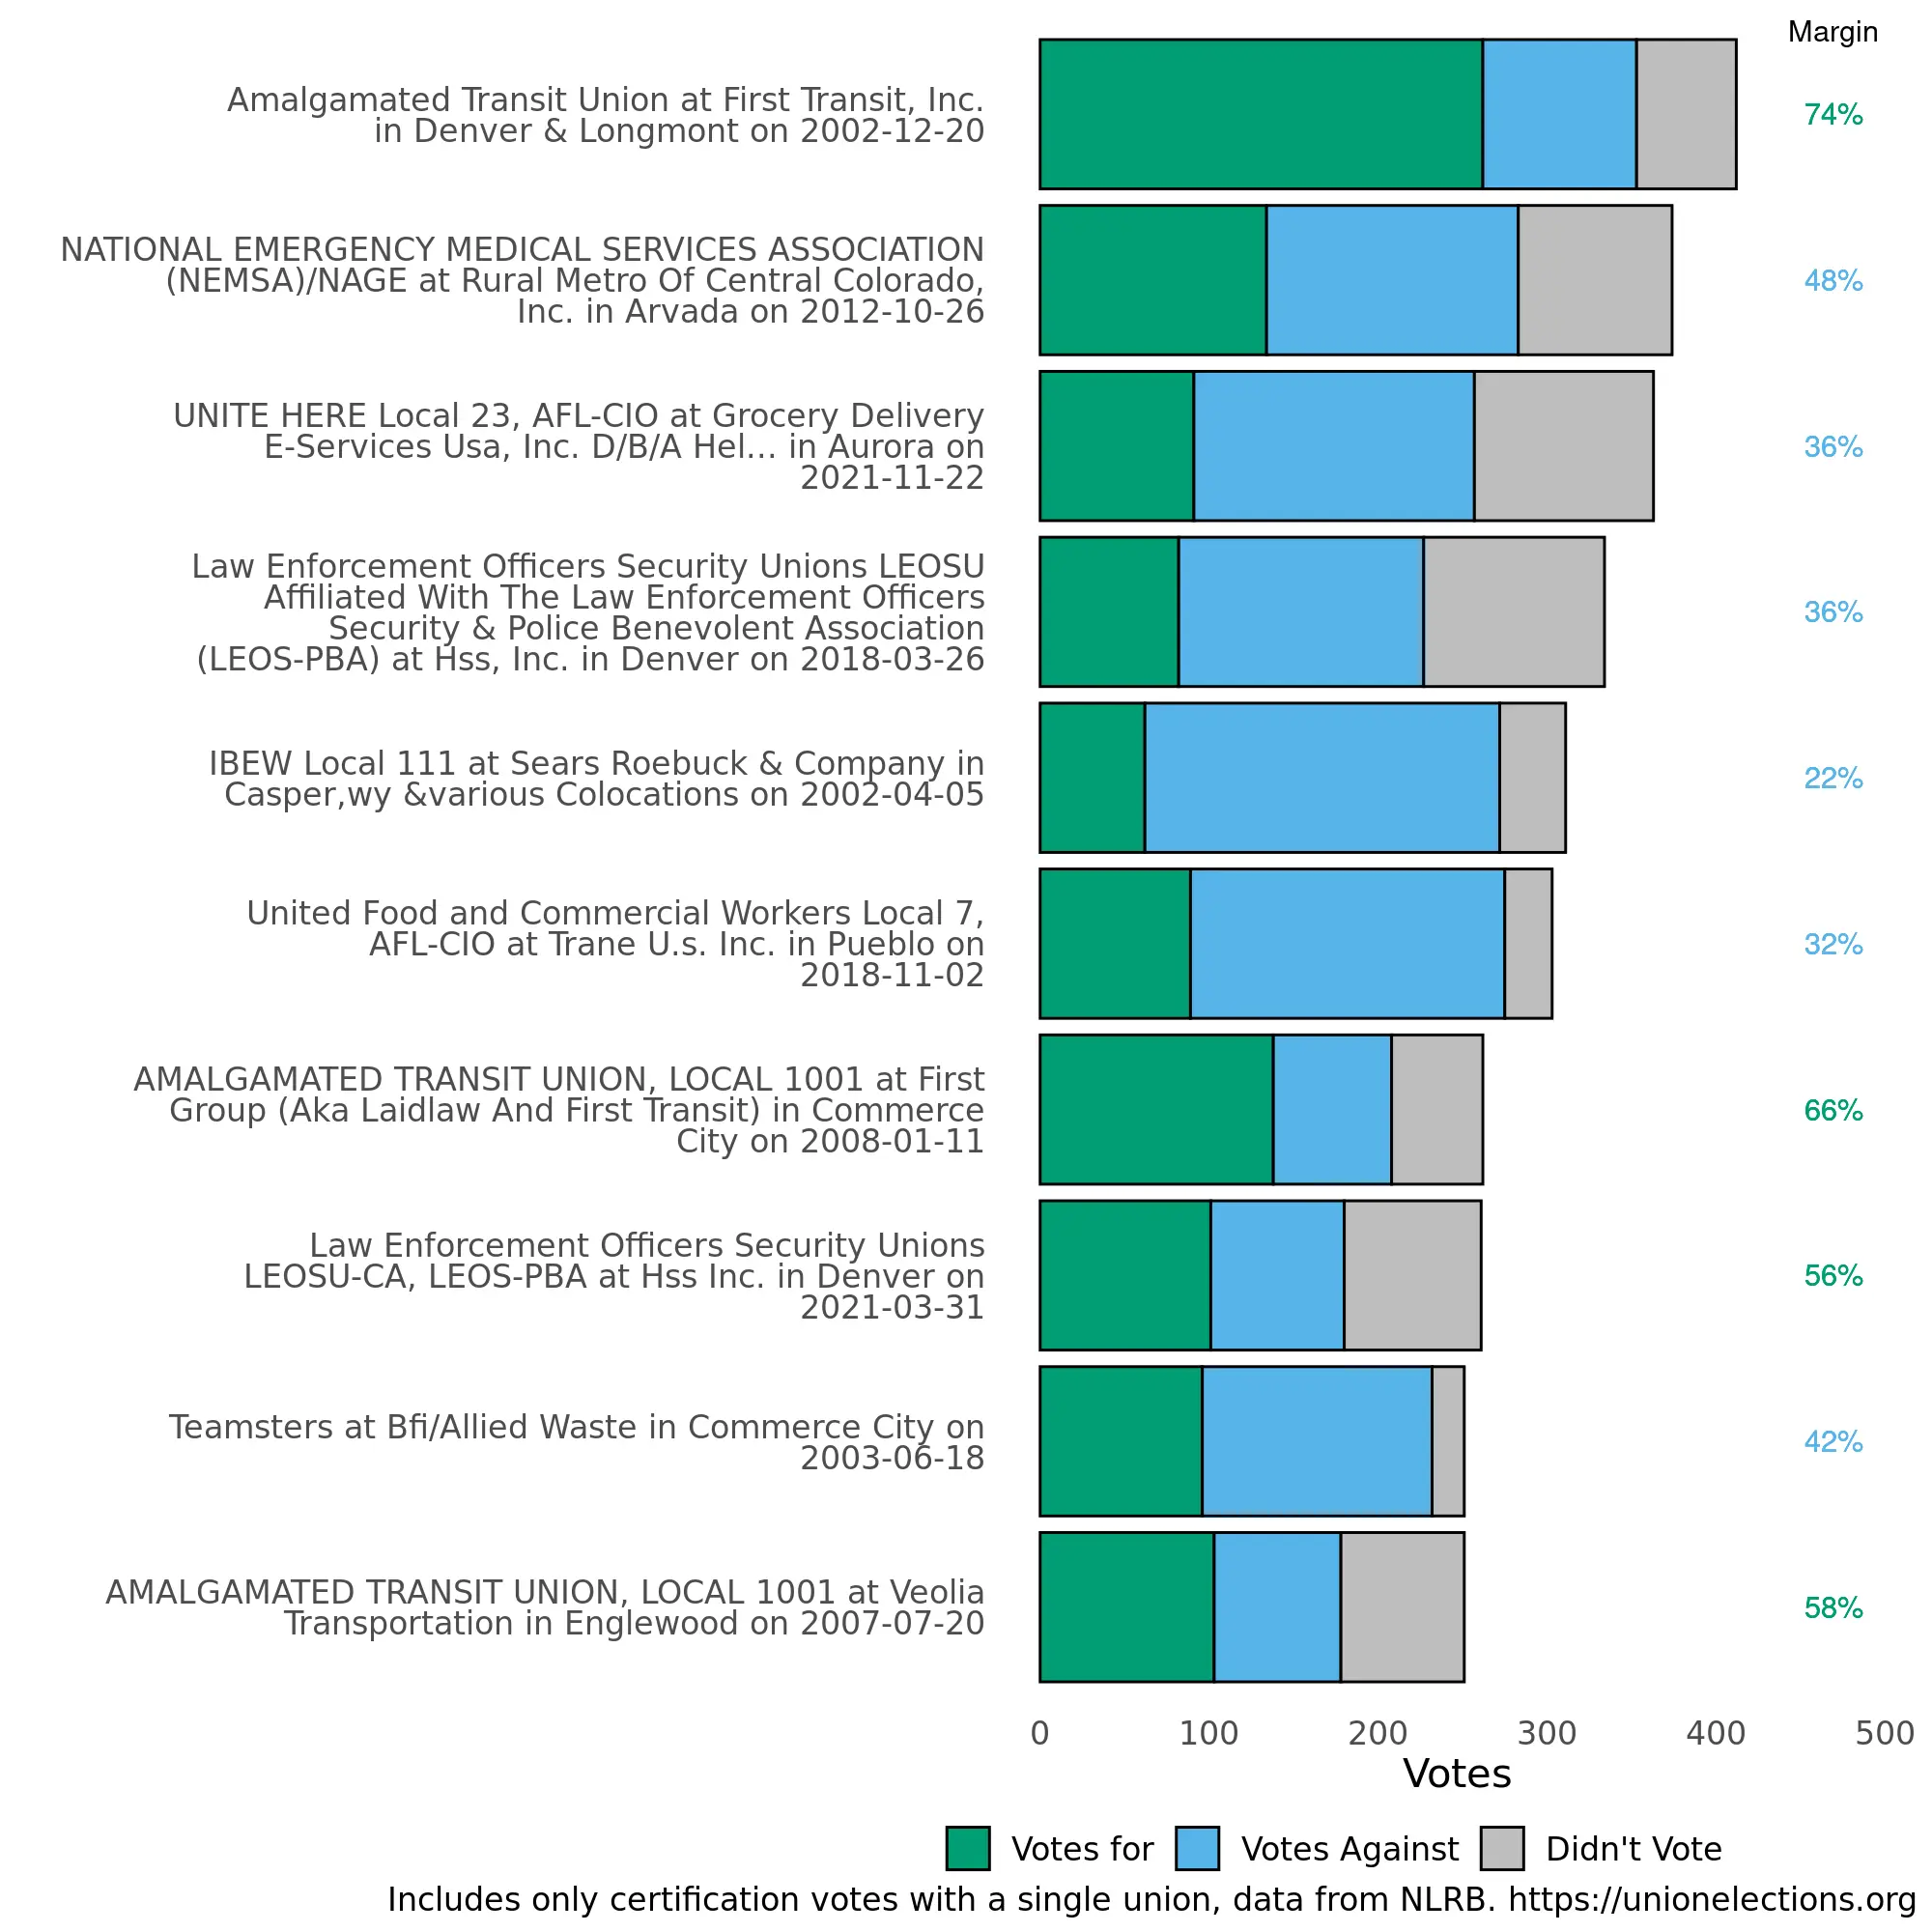 Margin
Amalgamated Transit Union at First Transit, Inc.
in Denver & Longmont on 2002-12-20
74%
NATIONAL EMERGENCY MEDICAL SERVICES ASSOCIATION
(NEMSA)/NAGE at Rural Metro Of Central Colorado,
Inc. in Arvada on 2012-10-26
48%
UNITE HERE Local 23, AFL-CIO at Grocery Delivery
E-Services Usa, Inc. D/B/A Hel... in Aurora on
2021-11-22
36%
Law Enforcement Officers Security Unions LEOSU
Affiliated With The Law Enforcement Officers
Security & Police Benevolent Association
(LEOS-PBA) at Hss, Inc. in Denver on 2018-03-26
36%
IBEW Local 111 at Sears Roebuck & Company in
Casper,wy &various Colocations on 2002-04-05
22%
United Food and Commercial Workers Local 7,
AFL-CIO at Trane U.s. Inc. in Pueblo on
2018-11-02
32%
AMALGAMATED TRANSIT UNION, LOCAL 1001 at First
Group (Aka Laidlaw And First Transit) in Commerce
City on 2008-01-11
66%
Law Enforcement Officers Security Unions
LEOSU-CA, LEOS-PBA at Hss Inc. in Denver on
2021-03-31
56%
Teamsters at Bfi/Allied Waste in Commerce City on
2003-06-18
42%
AMALGAMATED TRANSIT UNION, LOCAL 1001 at Veolia
Transportation in Englewood on 2007-07-20
58%
0 100 200 300 400 500
Votes
Votes for Votes Against Didn't Vote
Includes only certification votes with a single union, data from NLRB. https://unionelections.org